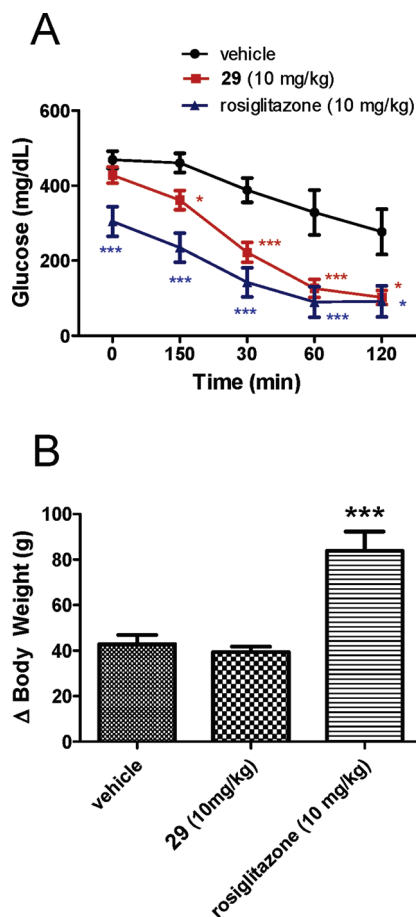 A
vehicle
29 (10 mg/kg)
rosiglitazone (10 mg/kg)
Glucose (mg/dL)
600
400
200
0
*
***
***
*
***
***
***
***
*
0 150 30 60 120
Time (min)
B
Δ Body Weight (g)
100
80
60
40
20
0
***
vehicle
29 (10mg/kg)
rosiglitazone (10 mg/kg)